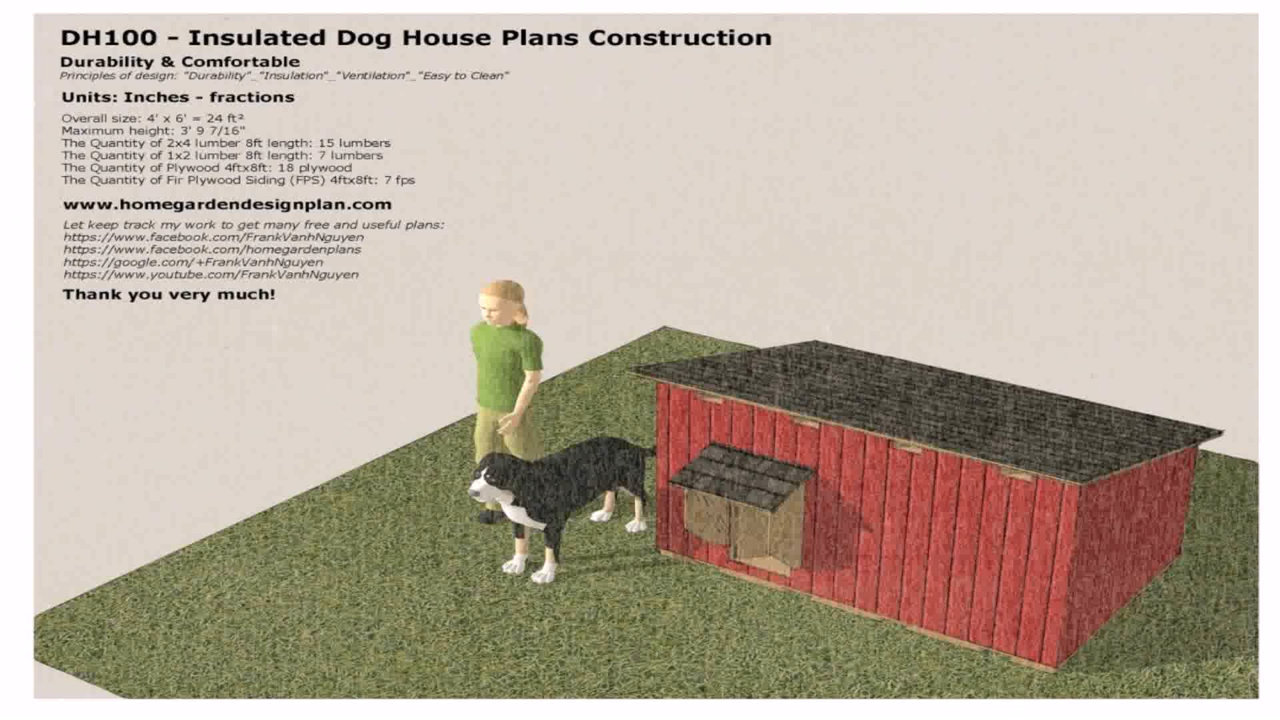 DH100 - Insulated Dog House Plans Construction
Durability & Comfortable
Principles of design: "Durability"_"Insulation"_"Ventilation"_"Easy to Clean"
Units: Inches - fractions
Overall size: 4' x 6' = 24 ft²
Maximum height: 3' 9 7/16"
The Quantity of 2x4 lumber 8ft length: 15 lumbers
The Quantity of 1x2 lumber 8ft length: 7 lumbers
The Quantity of Plywood 4ftx8ft: 18 plywood
The Quantity of Fir Plywood Siding (FPS) 4ftx8ft: 7 fps
www.homegardendesignplan.com
Let keep track my work to get many free and useful plans:
https://www.facebook.com/FrankVanhNguyen
https://www.facebook.com/homegardenplans
https://google.com/+FrankVanhNguyen
https://www.youtube.com/FrankVanhNguyen
Thank you very much!